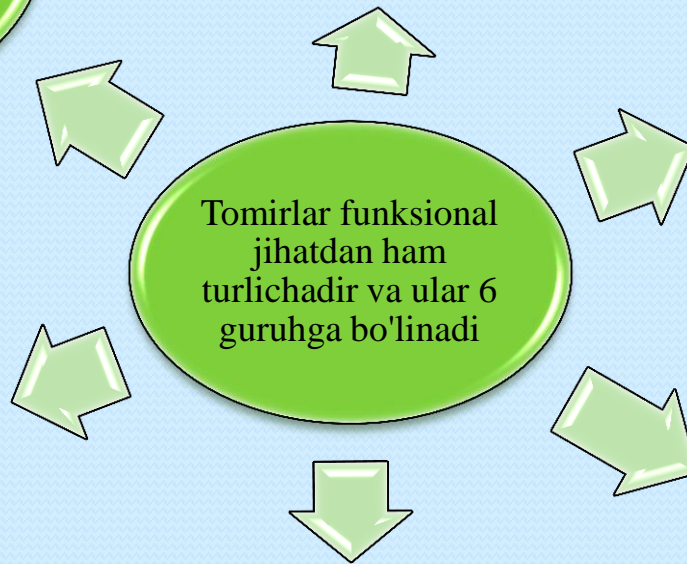 Tomirlar funksional
jihatdan ham
turlichadir va ular 6
guruhga bo'linadi